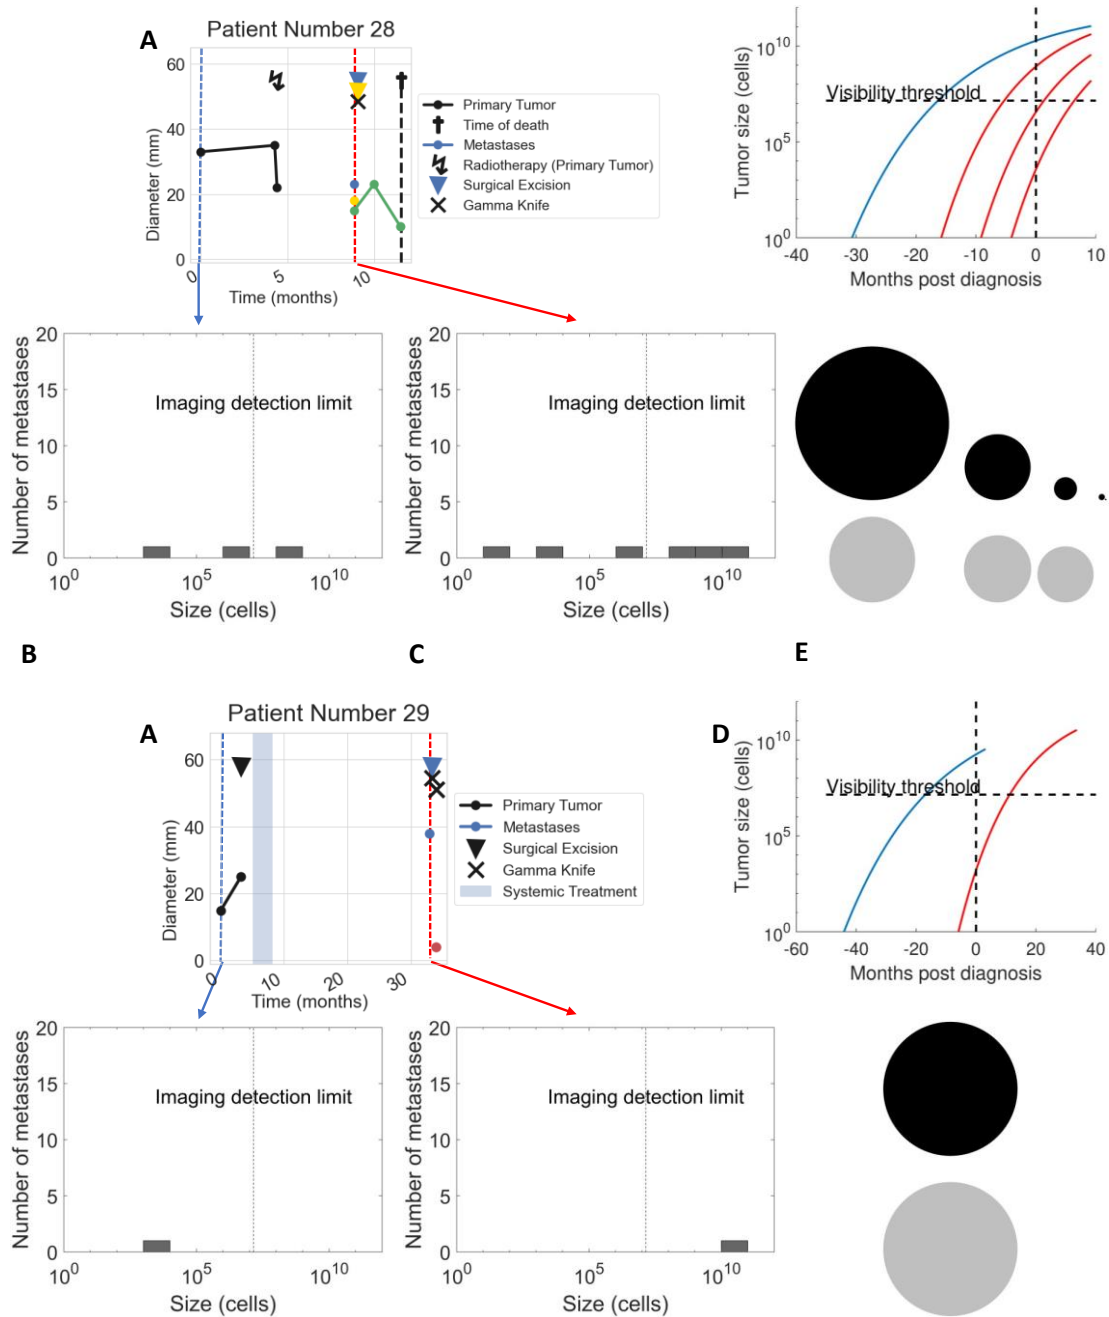 A
Patient Number 28
60
40
20
0
Diameter (mm)
0
5
10
Time (months)
Primary Tumor
Time of death
Metastases
Radiotherapy (Primary Tumor)
Surgical Excision
Gamma Knife
10^10
10^5
10^0
Tumor size (cells)
Visibility threshold
-40
-30
-20
-10
0
10
Months post diagnosis
20
15
10
5
0
Number of metastases
Imaging detection limit
10^0
10^5
10^10
Size (cells)
20
15
10
5
0
Number of metastases
Imaging detection limit
10^0
10^5
10^10
Size (cells)
B
C
E
A
Patient Number 29
D
60
40
20
0
Diameter (mm)
0
10
20
30
Time (months)
Primary Tumor
Metastases
Surgical Excision
Gamma Knife
Systemic Treatment
10^10
10^5
10^0
Tumor size (cells)
Visibility threshold
-60
-40
-20
0
20
40
Months post diagnosis
20
15
10
5
0
Number of metastases
Imaging detection limit
10^0
10^5
10^10
Size (cells)
20
15
10
5
0
Number of metastases
Imaging detection limit
10^0
10^5
10^10
Size (cells)